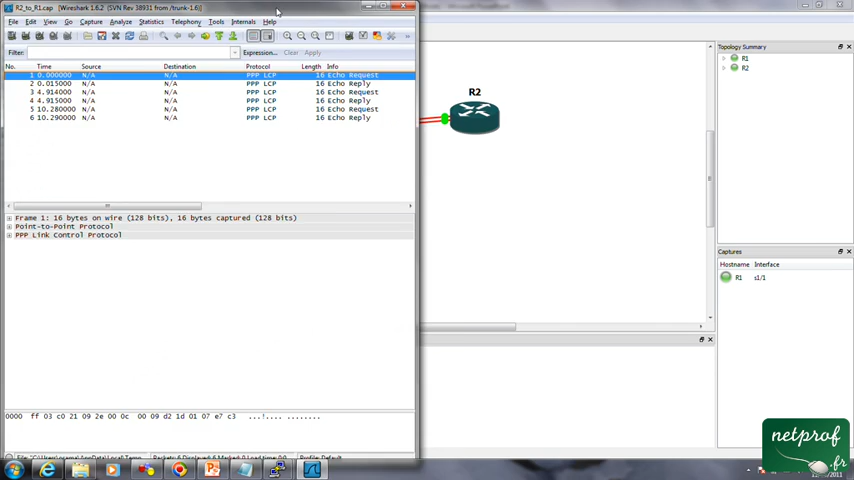 R2_to_R1.cap [Wireshark 1.6.2 (SVN Rev 38931 from /trunk-1.6)]
File Edit View Go Capture Analyze Statistics Telephony Tools Internals Help
Filter: Expression... Clear Apply
No. Time Source Destination Protocol Length Info
1 0.000000 N/A N/A PPP LCP 16 Echo Request
2 0.015000 N/A N/A PPP LCP 16 Echo Reply
3 4.914000 N/A N/A PPP LCP 16 Echo Request
4 4.915000 N/A N/A PPP LCP 16 Echo Reply
5 10.280000 N/A N/A PPP LCP 16 Echo Request
6 10.290000 N/A N/A PPP LCP 16 Echo Reply
Frame 1: 16 bytes on wire (128 bits), 16 bytes captured (128 bits)
Point-to-Point Protocol
PPP Link Control Protocol
0000 ff 03 c0 21 09 2e 00 0c 00 09 d2 1d 01 07 e7 c3 ...!.... ........
R2
Topology Summary
R1
R2
Captures
Hostname Interface
R1 s1/1
netprof
.fr